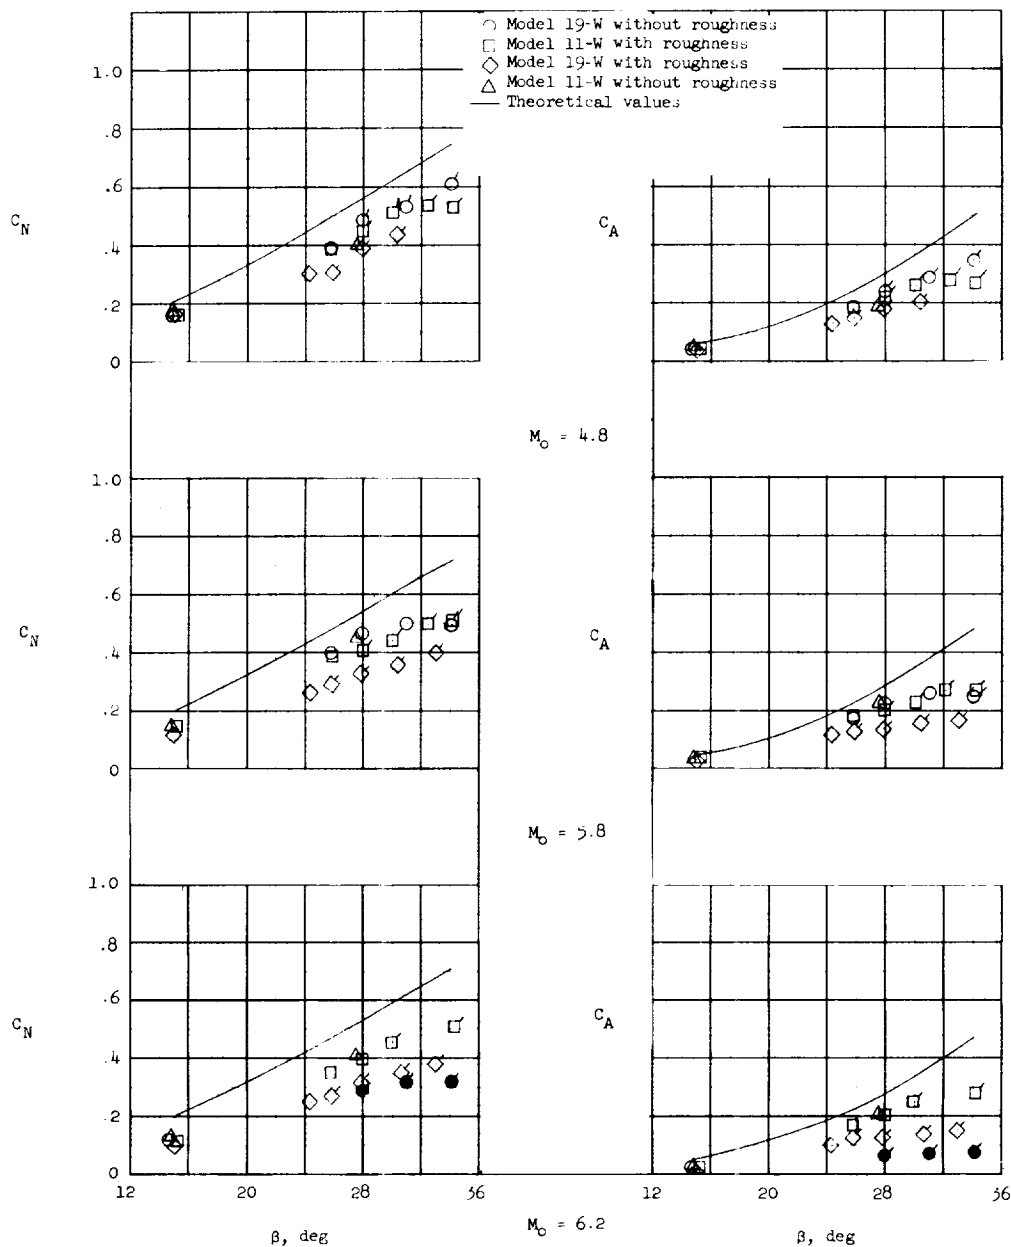 Model 19-W without roughness
Model 11-W with roughness
Model 19-W with roughness
Model 11-W without roughness
Theoretical values
1.0
.8
.6
.4
.2
0
C_N
C_A
M_o = 4.8
1.0
.8
.6
.4
.2
0
C_N
C_A
M_o = 5.8
1.0
.8
.6
.4
.2
0
C_N
C_A
12 20 28 36
12 20 28 36
β, deg
M_o = 6.2
β, deg